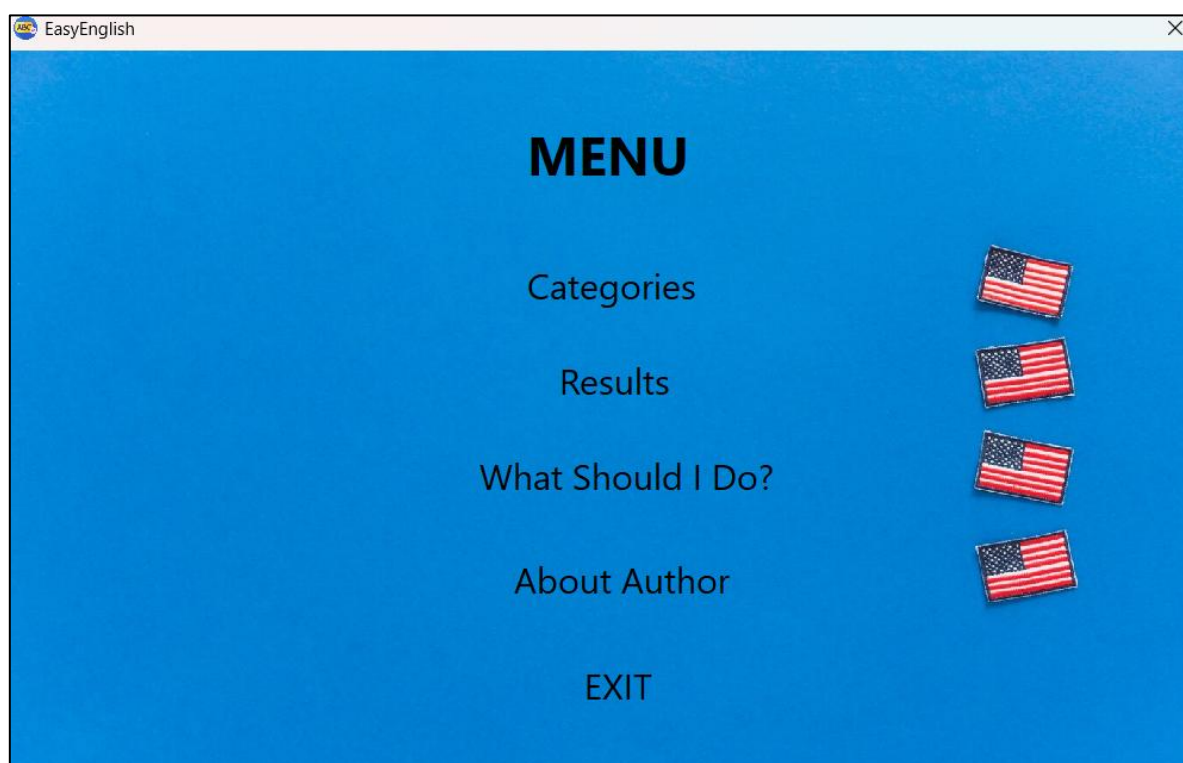 EasyEnglish
MENU
Categories
Results
What Should I Do?
About Author
EXIT